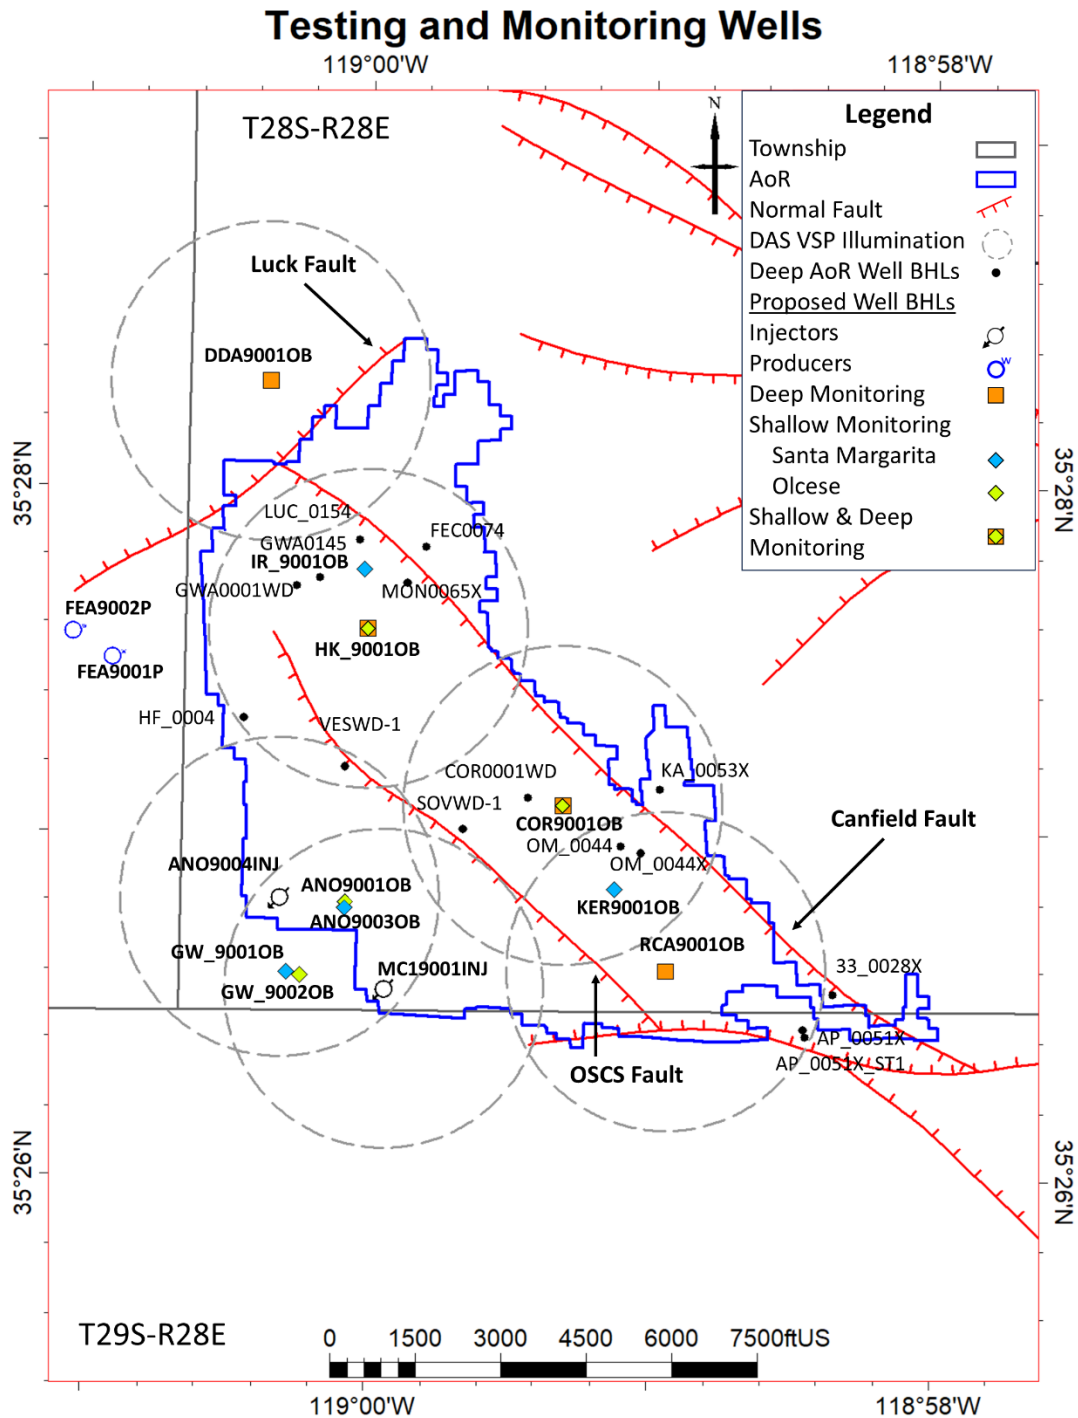 Testing and Monitoring Wells
119°00'W
118°58'W
T28S-R28E
N
Legend
Township
AoR
Normal Fault
DAS VSP Illumination
Deep AoR Well BHLs
Proposed Well BHLs
Injectors
Producers
W
Deep Monitoring
Shallow Monitoring
Santa Margarita
Olcese
Shallow & Deep
Monitoring
Luck Fault
DDA9001OB
35°28'N
35°28'N
LUC_0154
FEC0074
GWA0145
IR_9001OB
GWA0001WD
MON0065X
FEA9002P
HK_9001OB
FEA9001P
HF_0004
VESWD-1
COR0001WD
KA_0053X
SOVWD-1
COR9001OB
Canfield Fault
OM_0044
OM_0044X
ANO9004INJ
ANO9001OB
KER9001OB
ANO9003OB
RCA9001OB
GW_9001OB
MC19001INJ
33_0028X
GW_9002OB
AP_0051X
AP_0051X_ST1
OSCS Fault
35°26'N
35°26'N
T29S-R28E
0 1500 3000 4500 6000 7500ftUS
119°00'W
118°58'W